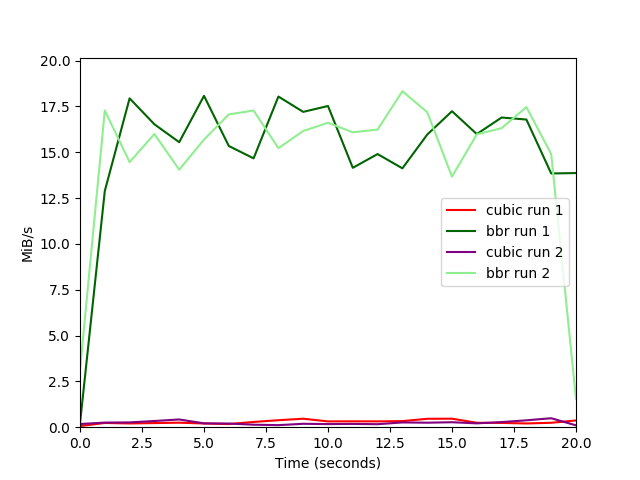 20.0
17.5
15.0
12.5
10.0
7.5
5.0
2.5
0.0
MiB/s
cubic run 1
bbr run 1
cubic run 2
bbr run 2
0.0 2.5 5.0 7.5 10.0 12.5 15.0 17.5 20.0
Time (seconds)